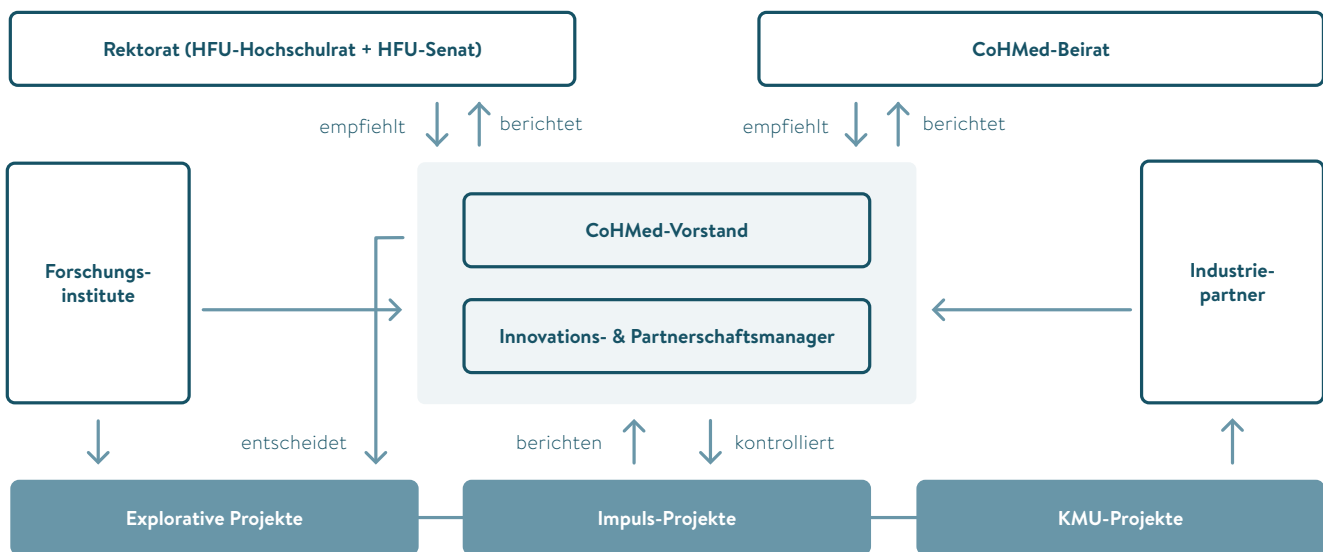 Rektorat (HFU-Hochschulrat + HFU-Senat)
CoHMed-Beirat
empfiehlt
berichtet
empfiehlt
berichtet
CoHMed-Vorstand
Forschungs-
institute
Industrie-
partner
Innovations- & Partnerschaftsmanager
entscheidet
berichten
kontrolliert
Explorative Projekte
Impuls-Projekte
KMU-Projekte